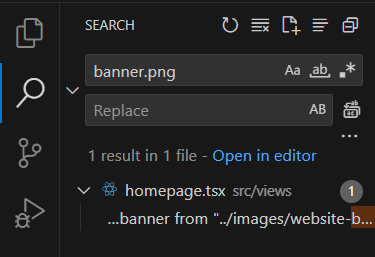 SEARCH
banner.png
Aa ab
Replace
AB
1 result in 1 file - Open in editor
homepage.tsx src/views 1
...banner from "../images/website-b...